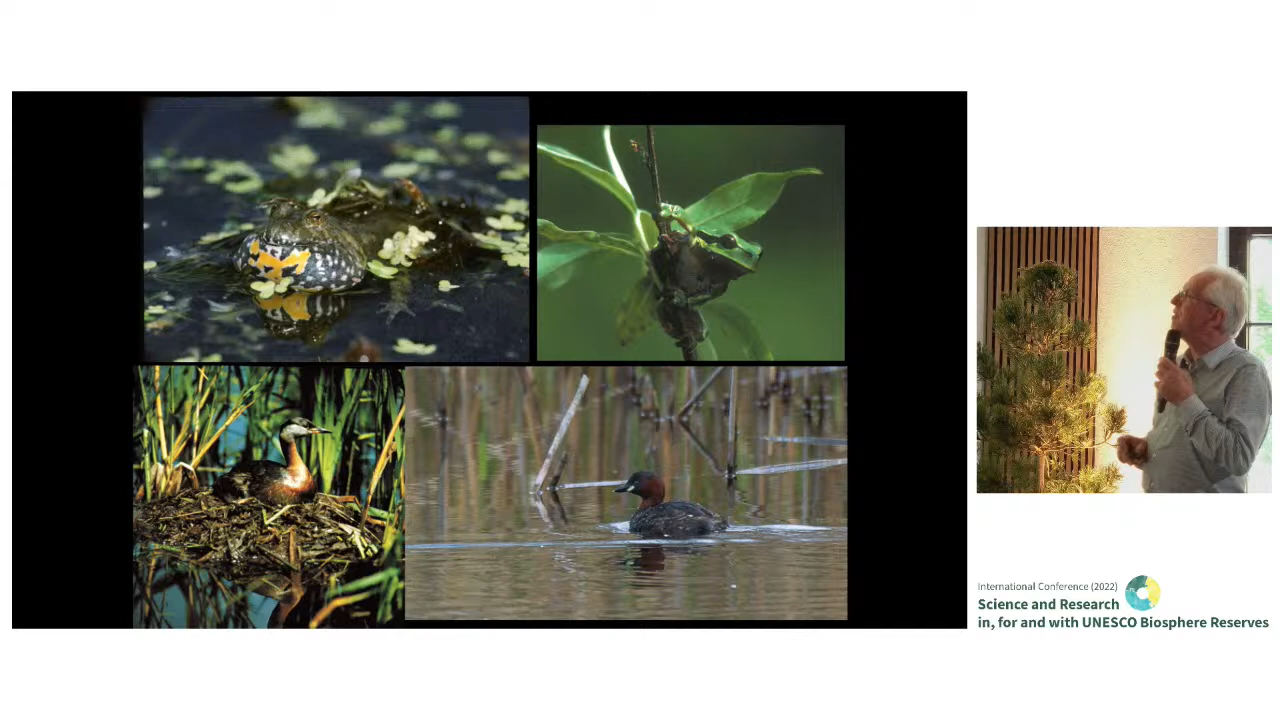 International Conference (2022)
Science and Research
in, for and with UNESCO Biosphere Reserves